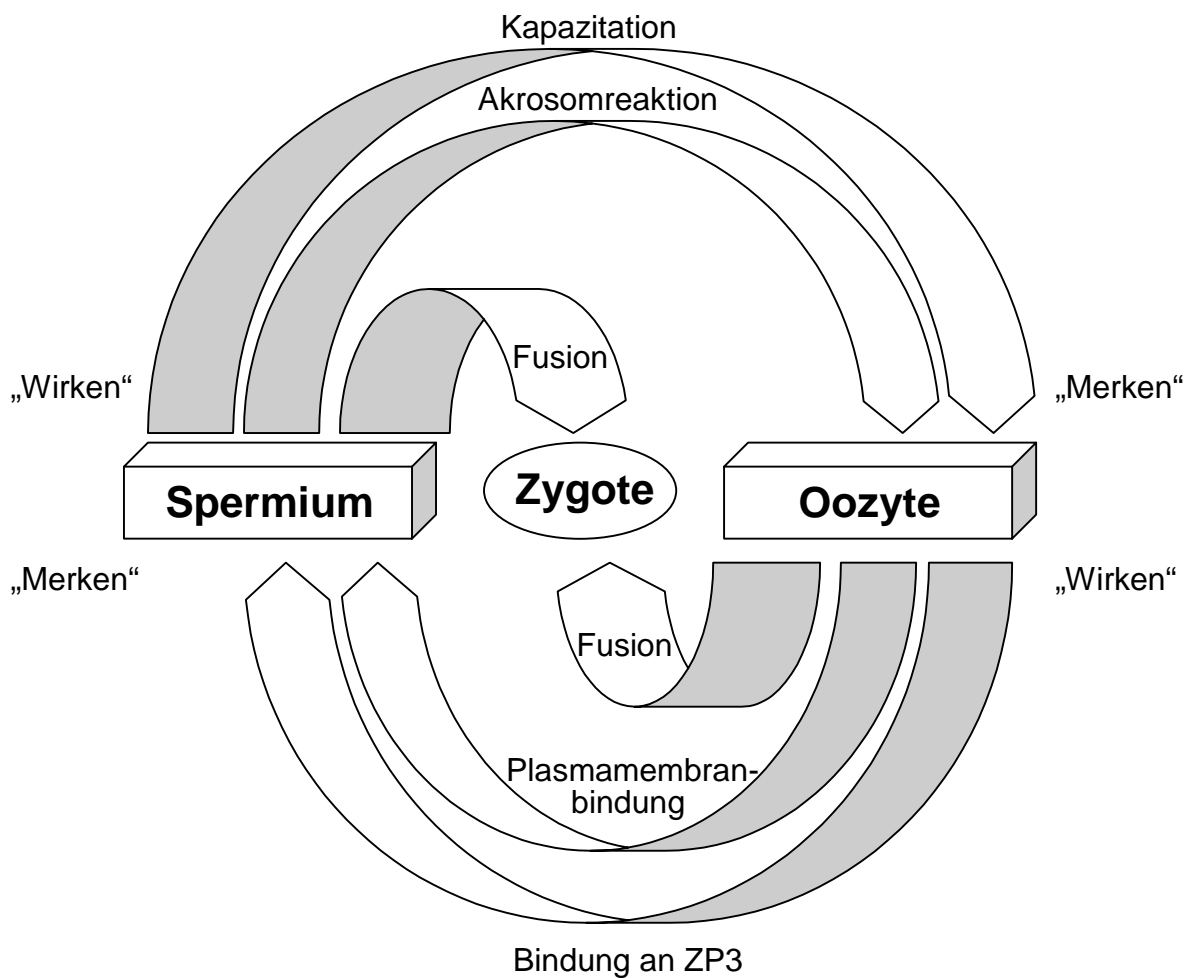 Kapazitation
Akrosomreaktion
Fusion
„Wirken“
„Merken“
Spermium
Zygote
Oozyte
„Merken“
„Wirken“
Fusion
Plasmamembran-
bindung
Bindung an ZP3